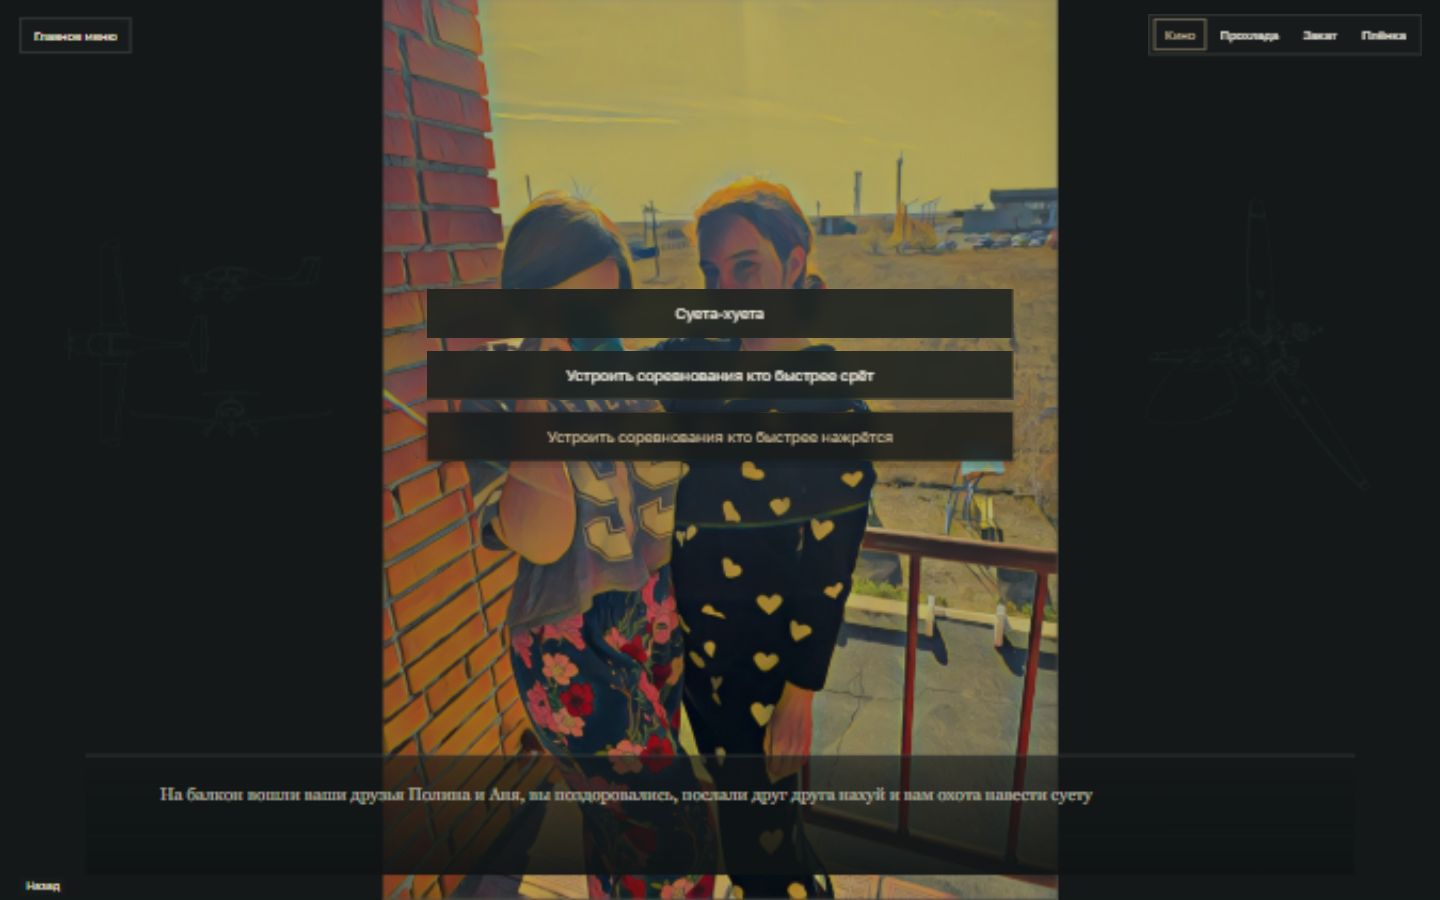 Главное меню
Кино Прохлада Закат Плёнка
Суета-хуета
Устроить соревнования кто быстрее срёт
Устроить соревнования кто быстрее нажрётся
На балкон вошли ваши друзья Полина и Аня, вы поздоровались, послали друг друга нахуй и вам охота навести суету
Назад